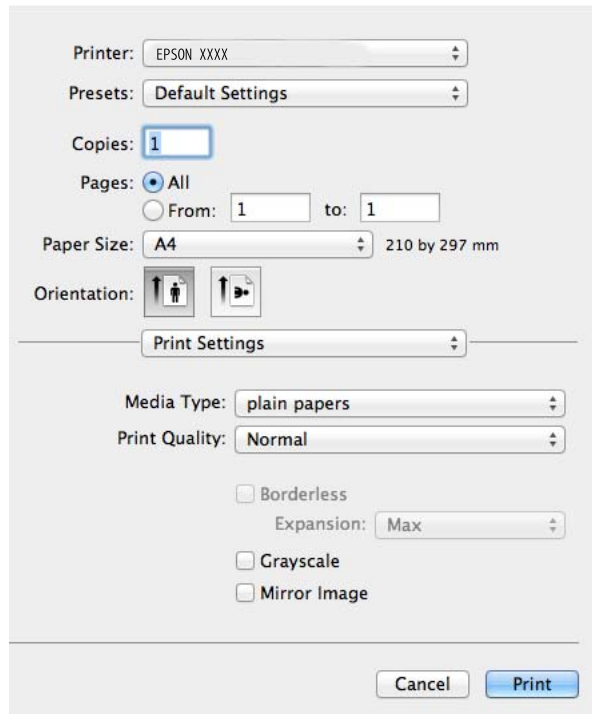 Printer: EPSON XXXX
Presets: Default Settings
Copies: 1
Pages: All
From: 1 to: 1
Paper Size: A4 210 by 297 mm
Orientation:
Print Settings
Media Type: plain papers
Print Quality: Normal
Borderless
Expansion: Max
Grayscale
Mirror Image
Cancel Print